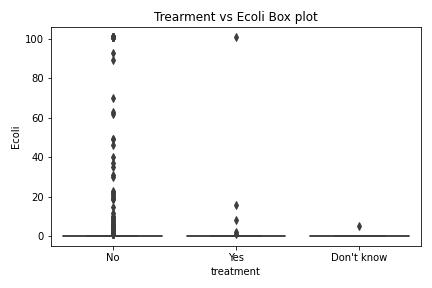 Trearment vs Ecoli Box plot
100
80
60
40
20
0
Ecoli
No
Yes
Don't know
treatment